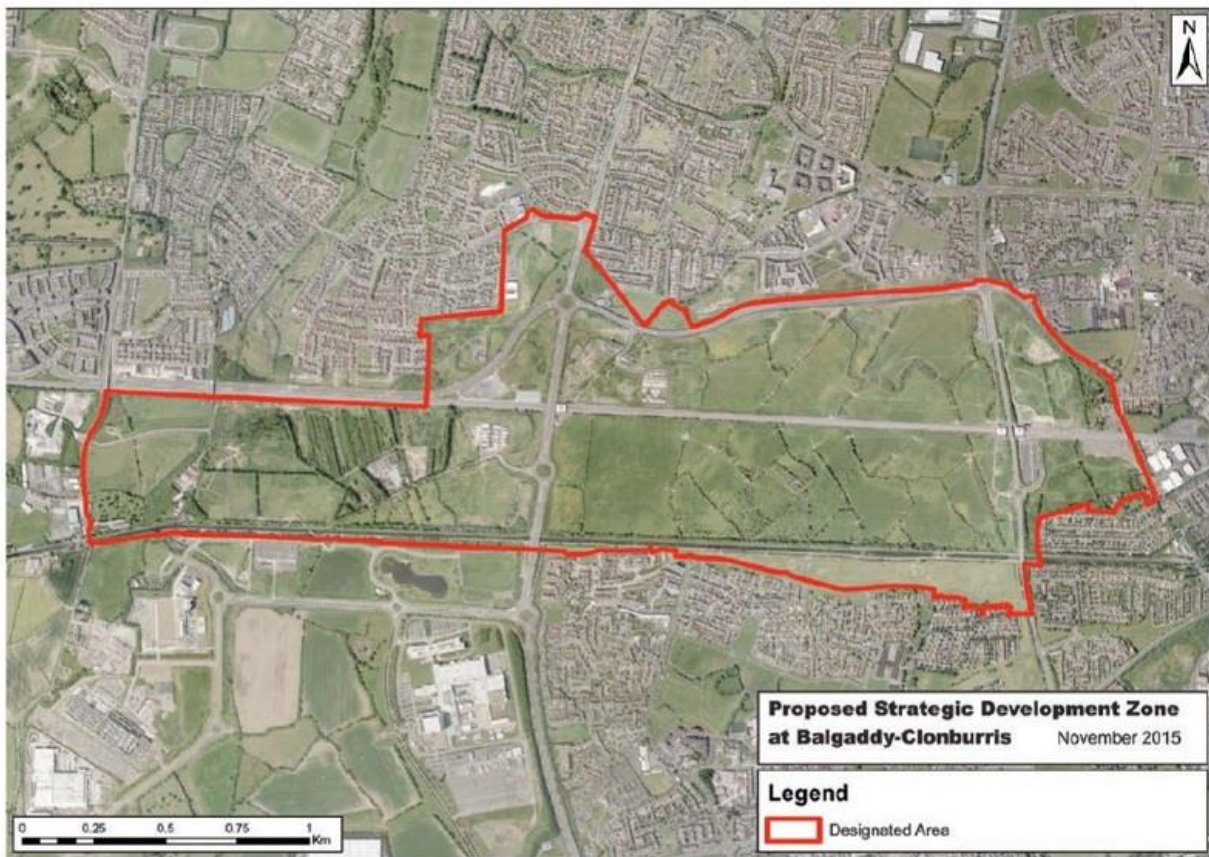 N
Proposed Strategic Development Zone
at Balgaddy-Clonburris November 2015
Legend
Designated Area
0 0.25 0.5 0.75 1
Km